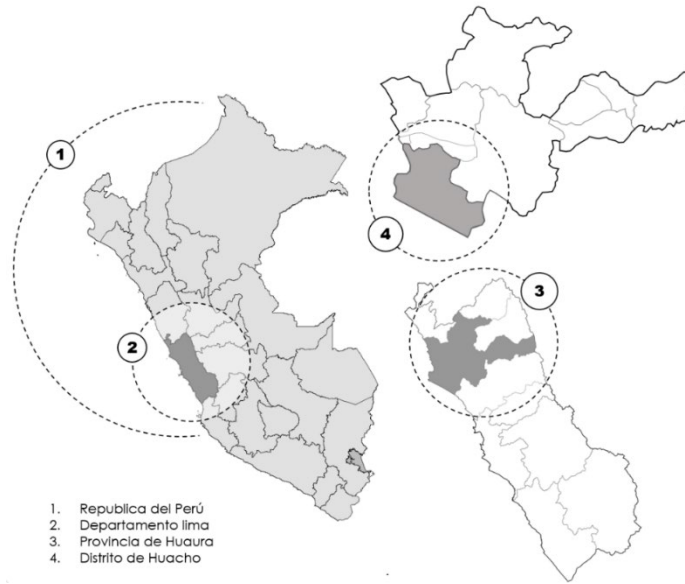 1
2
4
3
1. Republica del Perú
2. Departamento lima
3. Provincia de Huaura
4. Distrito de Huacho